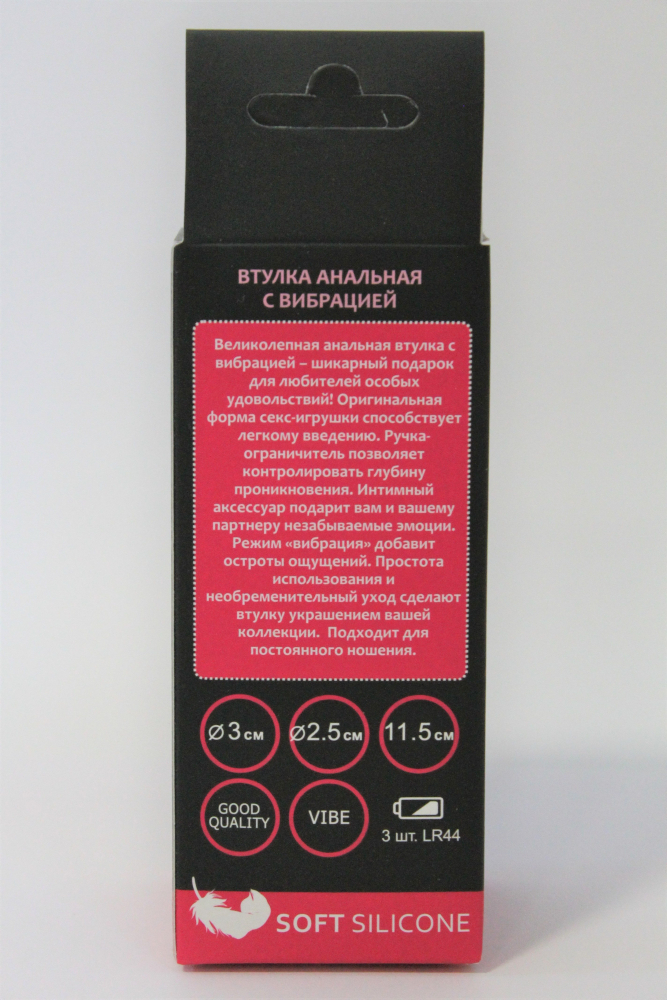 ВТУЛКА АНАЛЬНАЯ
С ВИБРАЦИЕЙ
Великолепная анальная втулка с
вибрацией – шикарный подарок
для любителей особых
удовольствий! Оригинальная
форма секс-игрушки способствует
легкому введению. Ручка-
ограничитель позволяет
контролировать глубину
проникновения. Интимный
аксессуар подарит вам и вашему
партнеру незабываемые эмоции.
Режим «вибрация» добавит
остроты ощущений. Простота
использования и
необременительный уход сделают
втулку украшением вашей
коллекции. Подходит для
постоянного ношения.
Ø3см
Ø2.5см
11.5см
GOOD
QUALITY
VIBE
3 шт. LR44
SOFT SILICONE